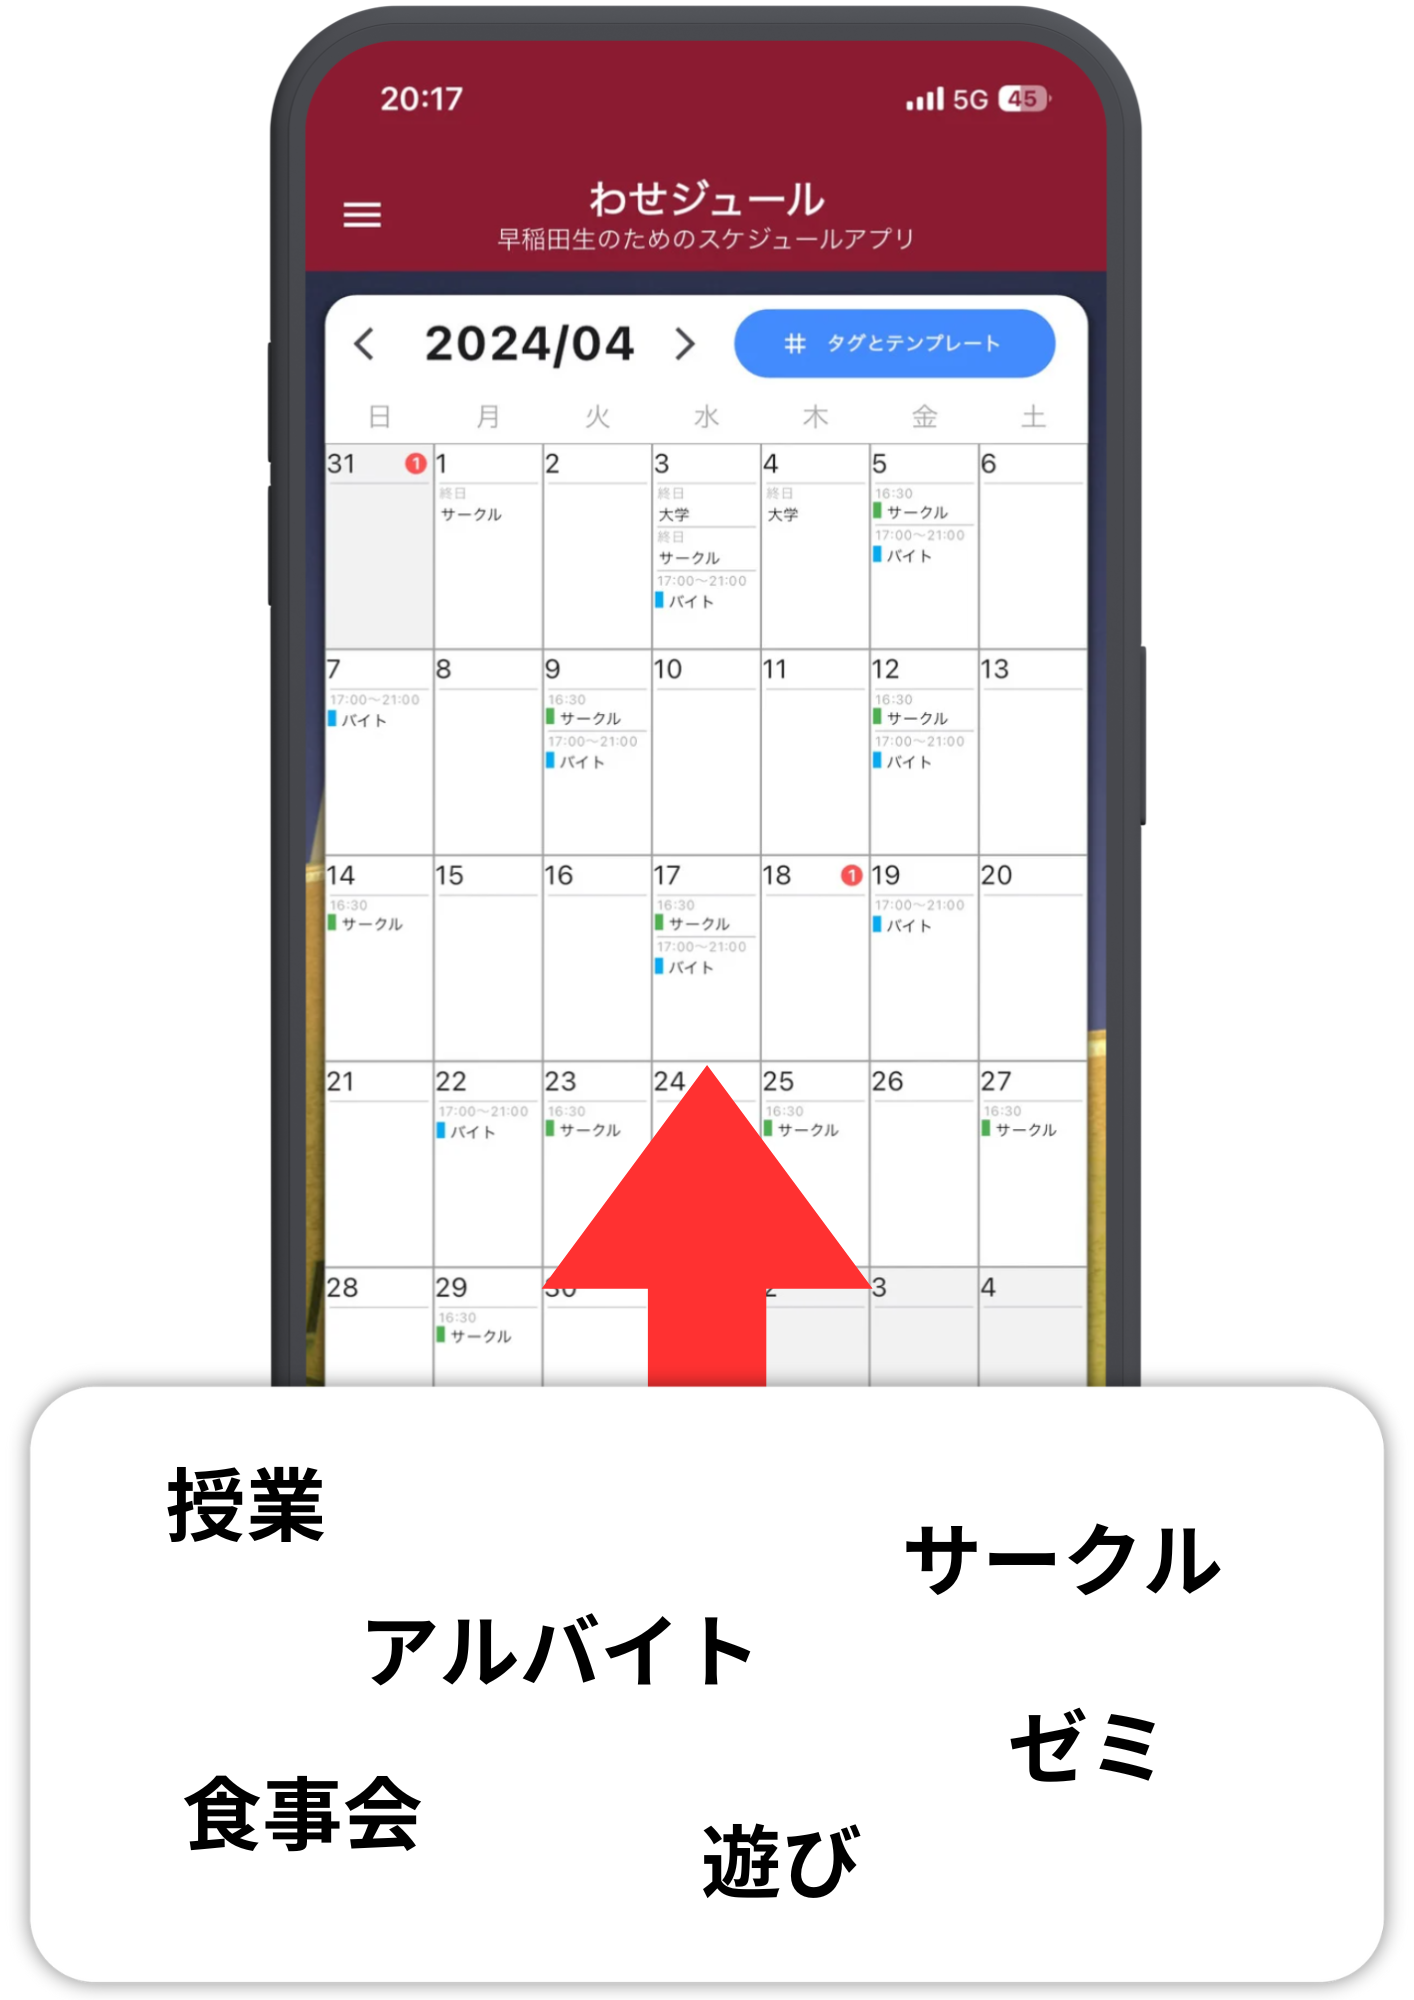 20:17 5G 45
わせジュール
早稲田生のためのスケジュールアプリ
2024/04 # タグとテンプレート
日 月 火 水 木 金 土
31 1 1 2 3 4 5 6
終日 終日 終日 16:30
サークル 大学 大学 サークル
終日 17:00~21:00
サークル バイト
17:00~21:00
バイト
7 8 9 10 11 12 13
17:00~21:00 16:30 16:30
バイト サークル サークル
17:00~21:00 17:00~21:00
バイト バイト
14 15 16 17 18 1 19 20
16:30 16:30 17:00~21:00
サークル サークル バイト
17:00~21:00
バイト
21 22 23 24 25 26 27
17:00~21:00 16:30 16:30 16:30
バイト サークル サークル サークル
28 29 30 2 3 4
16:30
サークル
授業
サークル
アルバイト
ゼミ
食事会
遊び